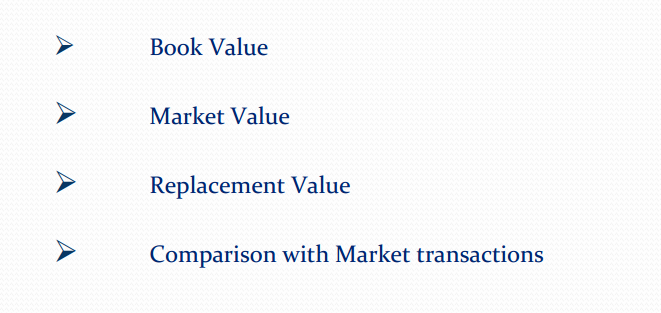 Book Value
Market Value
Replacement Value
Comparison with Market transactions